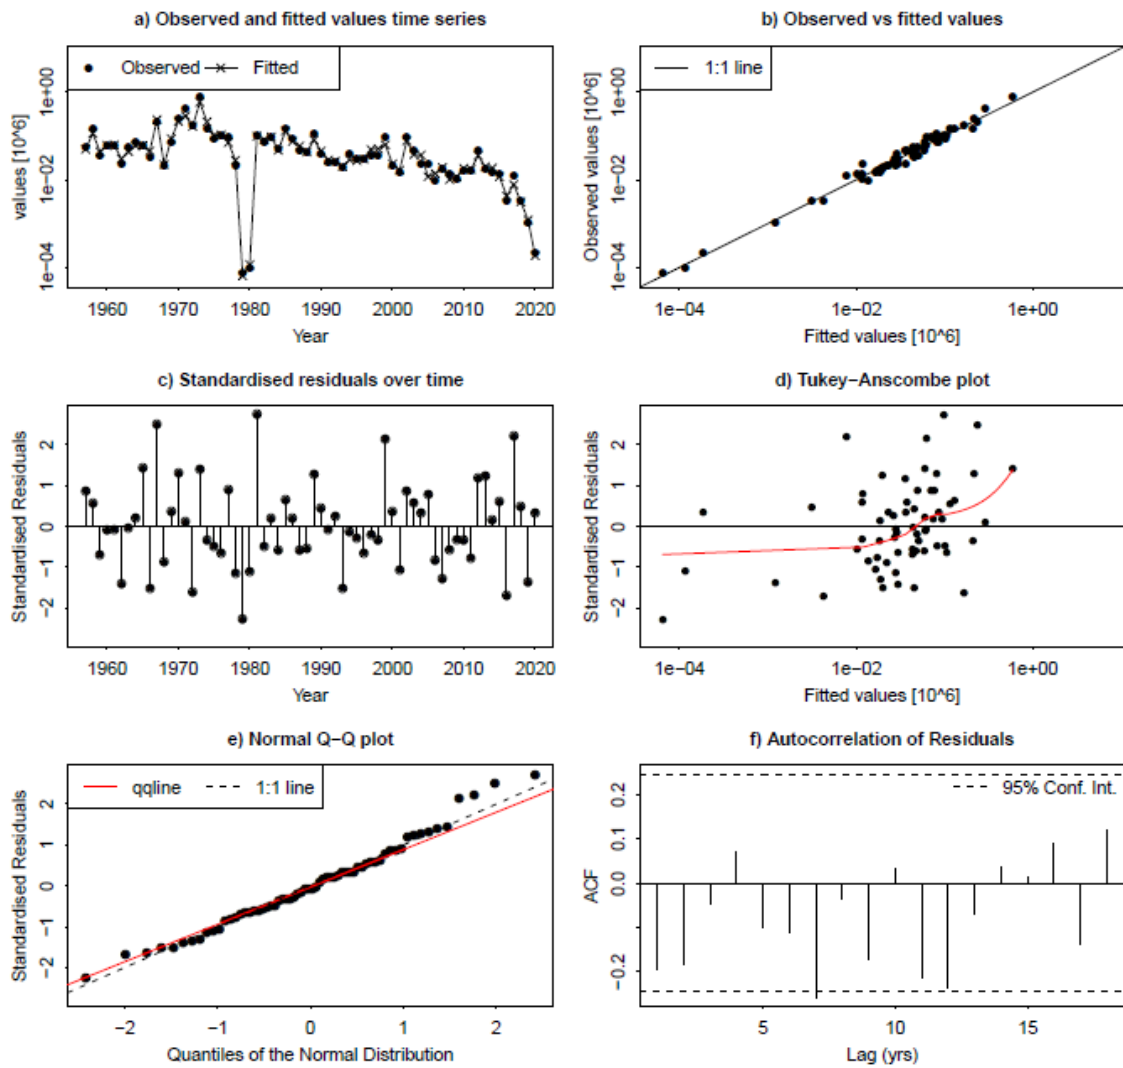 a) Observed and fitted values time series
Observed Fitted
values [10^6]
1e+00
1e-02
1e-04
1960 1970 1980 1990 2000 2010 2020
Year
b) Observed vs fitted values
1:1 line
Observed values [10^6]
1e+00
1e-02
1e-04
1e-04 1e-02 1e+00
Fitted values [10^6]
c) Standardised residuals over time
Standardised Residuals
2
1
0
−1
−2
1960 1970 1980 1990 2000 2010 2020
Year
d) Tukey−Anscombe plot
Standardised Residuals
2
1
0
−1
−2
1e-04 1e-02 1e+00
Fitted values [10^6]
e) Normal Q−Q plot
qqline 1:1 line
Standardised Residuals
2
1
0
−1
−2
−2 −1 0 1 2
Quantiles of the Normal Distribution
f) Autocorrelation of Residuals
95% Conf. Int.
ACF
0.2
0.1
0.0
−0.2
5 10 15
Lag (yrs)